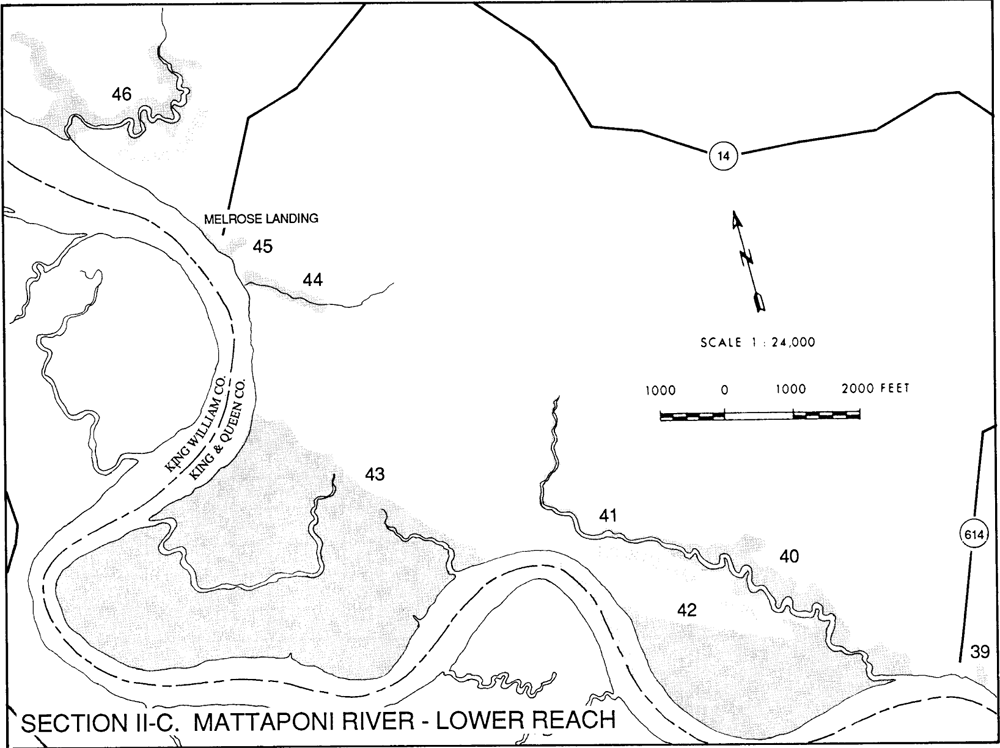 46
14
MELROSE LANDING
45
44
N
SCALE 1 : 24,000
1000 0 1000 2000 FEET
KING WILLIAM CO.
KING & QUEEN CO.
43
41
614
40
42
39
SECTION II-C. MATTAPONI RIVER - LOWER REACH